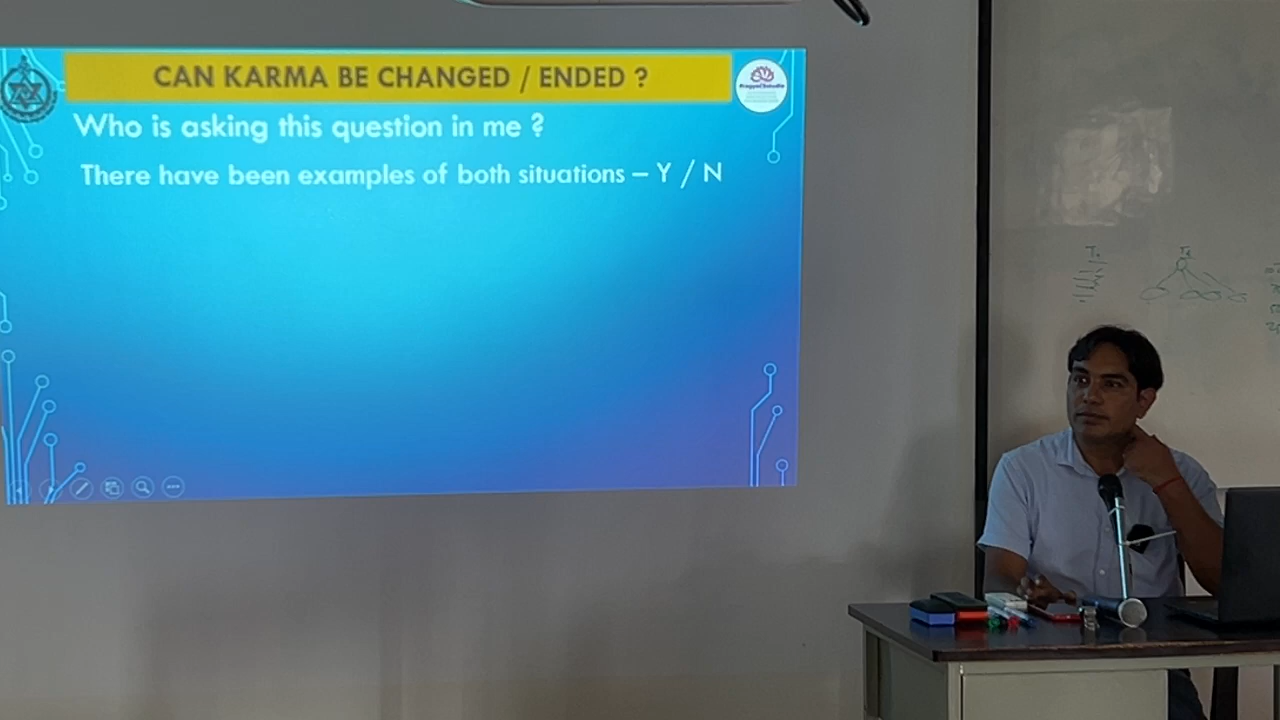 CAN KARMA BE CHANGED / ENDED ?
Who is asking this question in me ?
There have been examples of both situations – Y / N